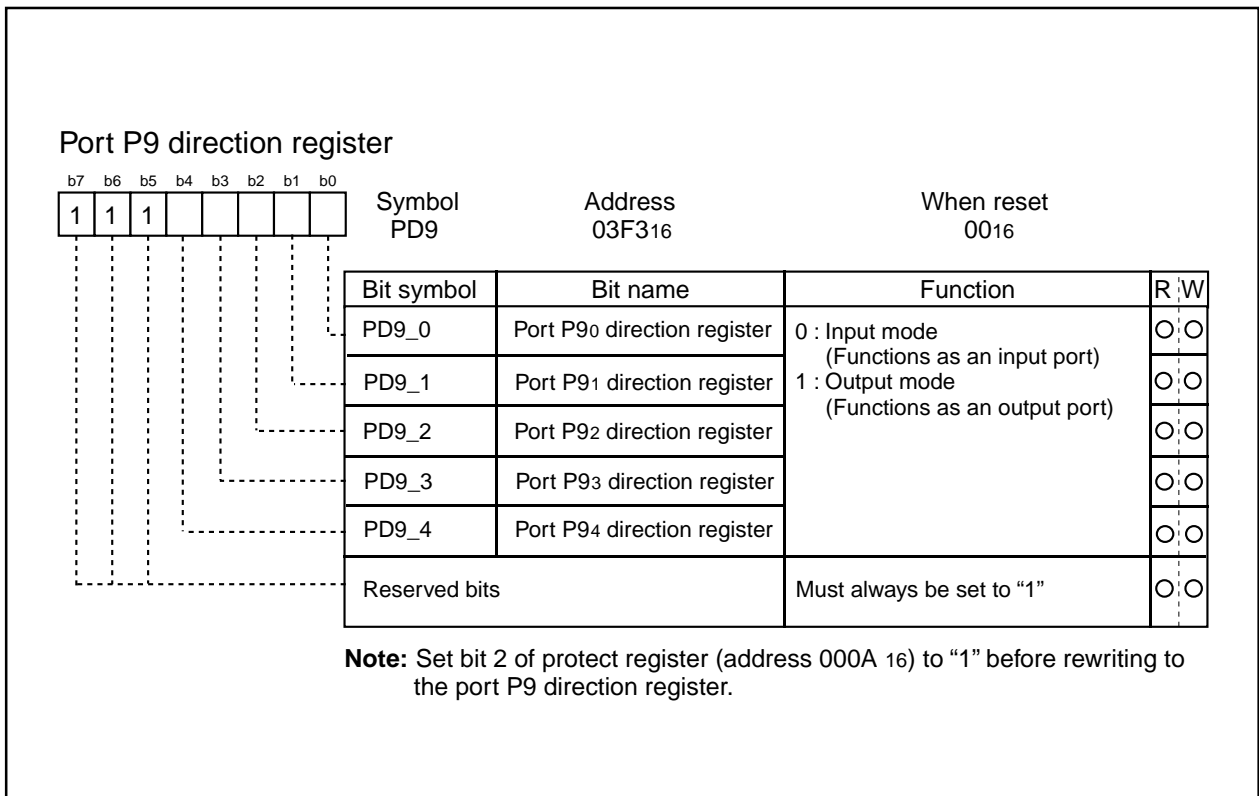 Port P9 direction register
b7 b6 b5 b4 b3 b2 b1 b0
1 1 1
Symbol Address When reset
PD9 03F316 0016
Bit symbol Bit name Function R W
PD9_0 Port P90 direction register 0 : Input mode
(Functions as an input port)
PD9_1 Port P91 direction register 1 : Output mode
(Functions as an output port)
PD9_2 Port P92 direction register
PD9_3 Port P93 direction register
PD9_4 Port P94 direction register
Reserved bits Must always be set to “1”
Note: Set bit 2 of protect register (address 000A 16) to “1” before rewriting to
the port P9 direction register.